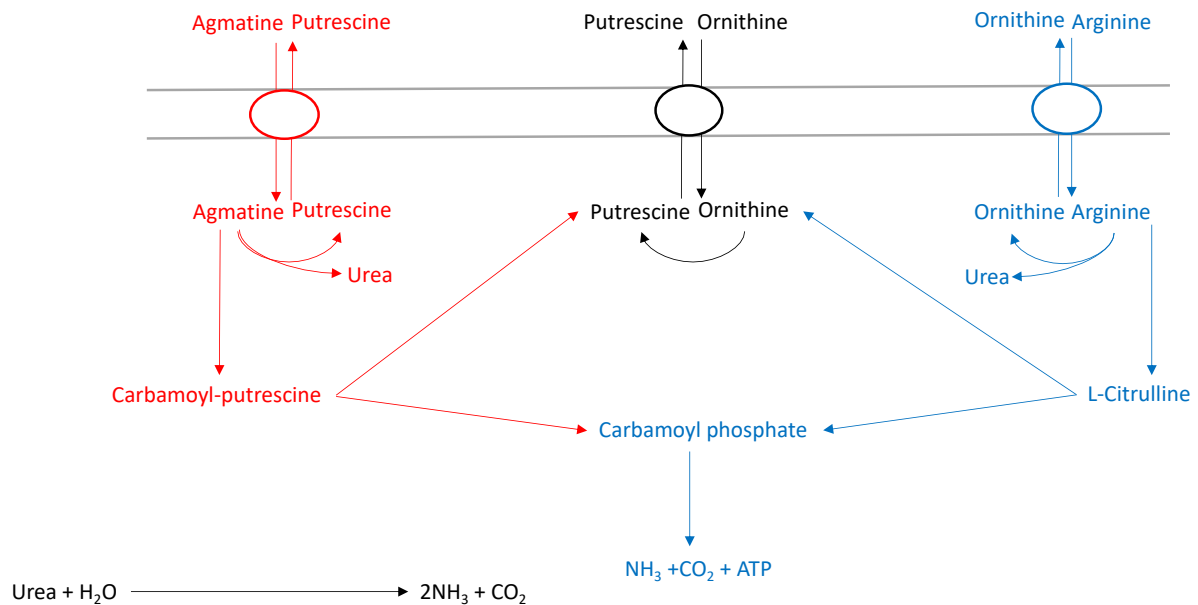 Agmatine Putrescine
Putrescine Ornithine
Ornithine Arginine
Agmatine Putrescine
Putrescine Ornithine
Ornithine Arginine
Urea
Urea
Carbamoyl-putrescine
L-Citrulline
Carbamoyl phosphate
NH₃ +CO₂ + ATP
Urea + H₂O
2NH₃ + CO₂